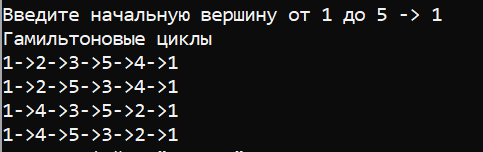 Введите начальную вершину от 1 до 5 -> 1
Гамильтоновые циклы
1->2->3->5->4->1
1->2->5->3->4->1
1->4->3->5->2->1
1->4->5->3->2->1